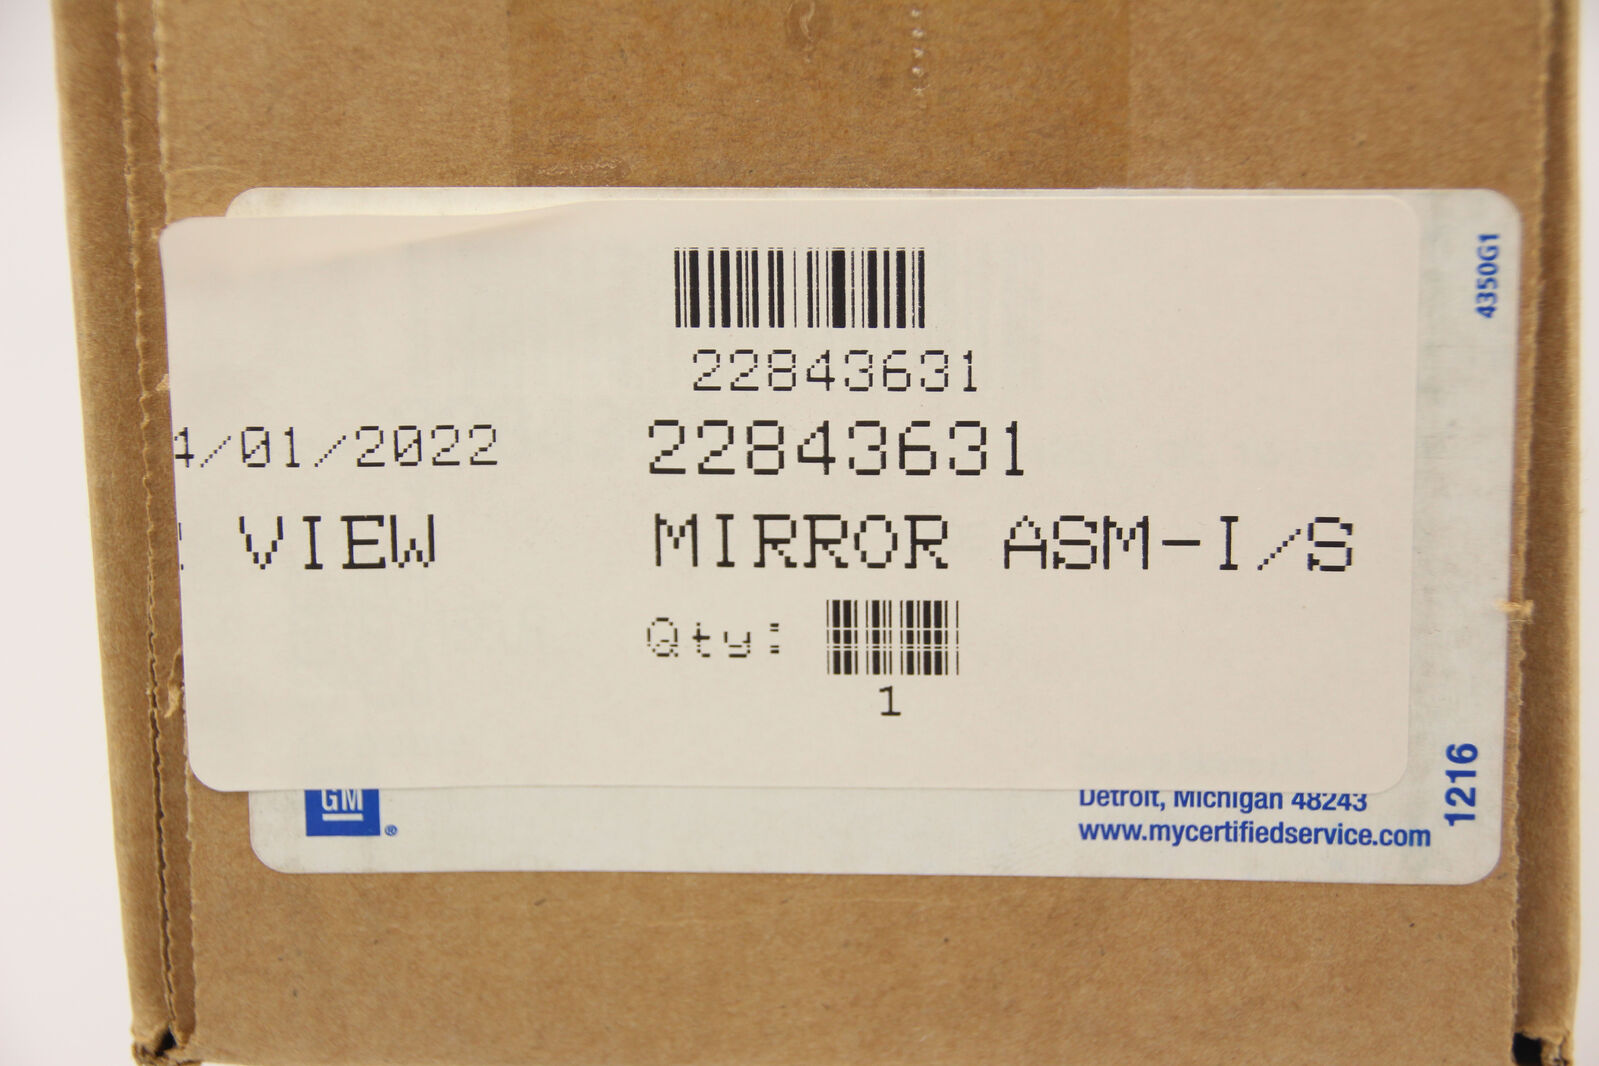 22843631
4/01/2022 22843631
VIEW MIRROR ASM-I/S
Qty:
1
GM
®
Detroit, Michigan 48243
www.mycertifiedservice.com
1216
4350G1